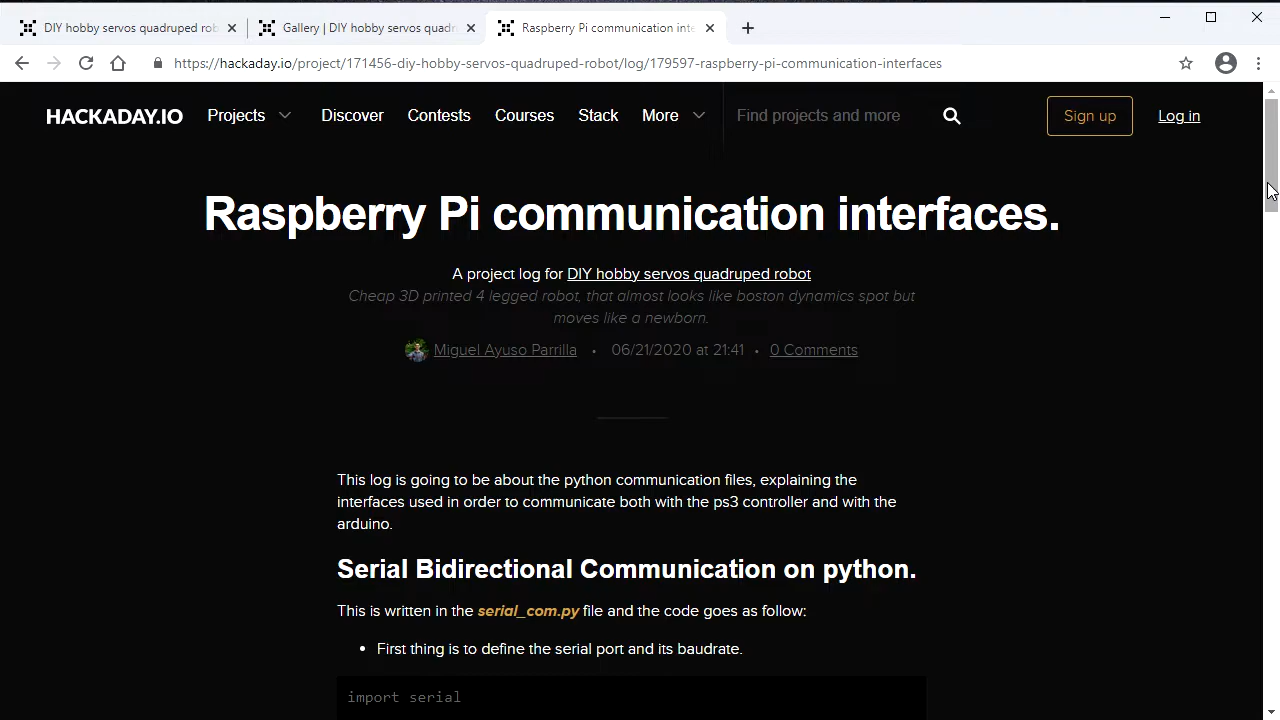 DIY hobby servos quadruped rob
Gallery | DIY hobby servos quadr
Raspberry Pi communication inte
https://hackaday.io/project/171456-diy-hobby-servos-quadruped-robot/log/179597-raspberry-pi-communication-interfaces
HACKADAY.IO Projects Discover Contests Courses Stack More Find projects and more Sign up Log in
Raspberry Pi communication interfaces.
A project log for DIY hobby servos quadruped robot
Cheap 3D printed 4 legged robot, that almost looks like boston dynamics spot but
moves like a newborn.
Miguel Ayuso Parrilla • 06/21/2020 at 21:41 • 0 Comments
This log is going to be about the python communication files, explaining the
interfaces used in order to communicate both with the ps3 controller and with the
arduino.
Serial Bidirectional Communication on python.
This is written in the serial_com.py file and the code goes as follow:
• First thing is to define the serial port and its baudrate.
import serial